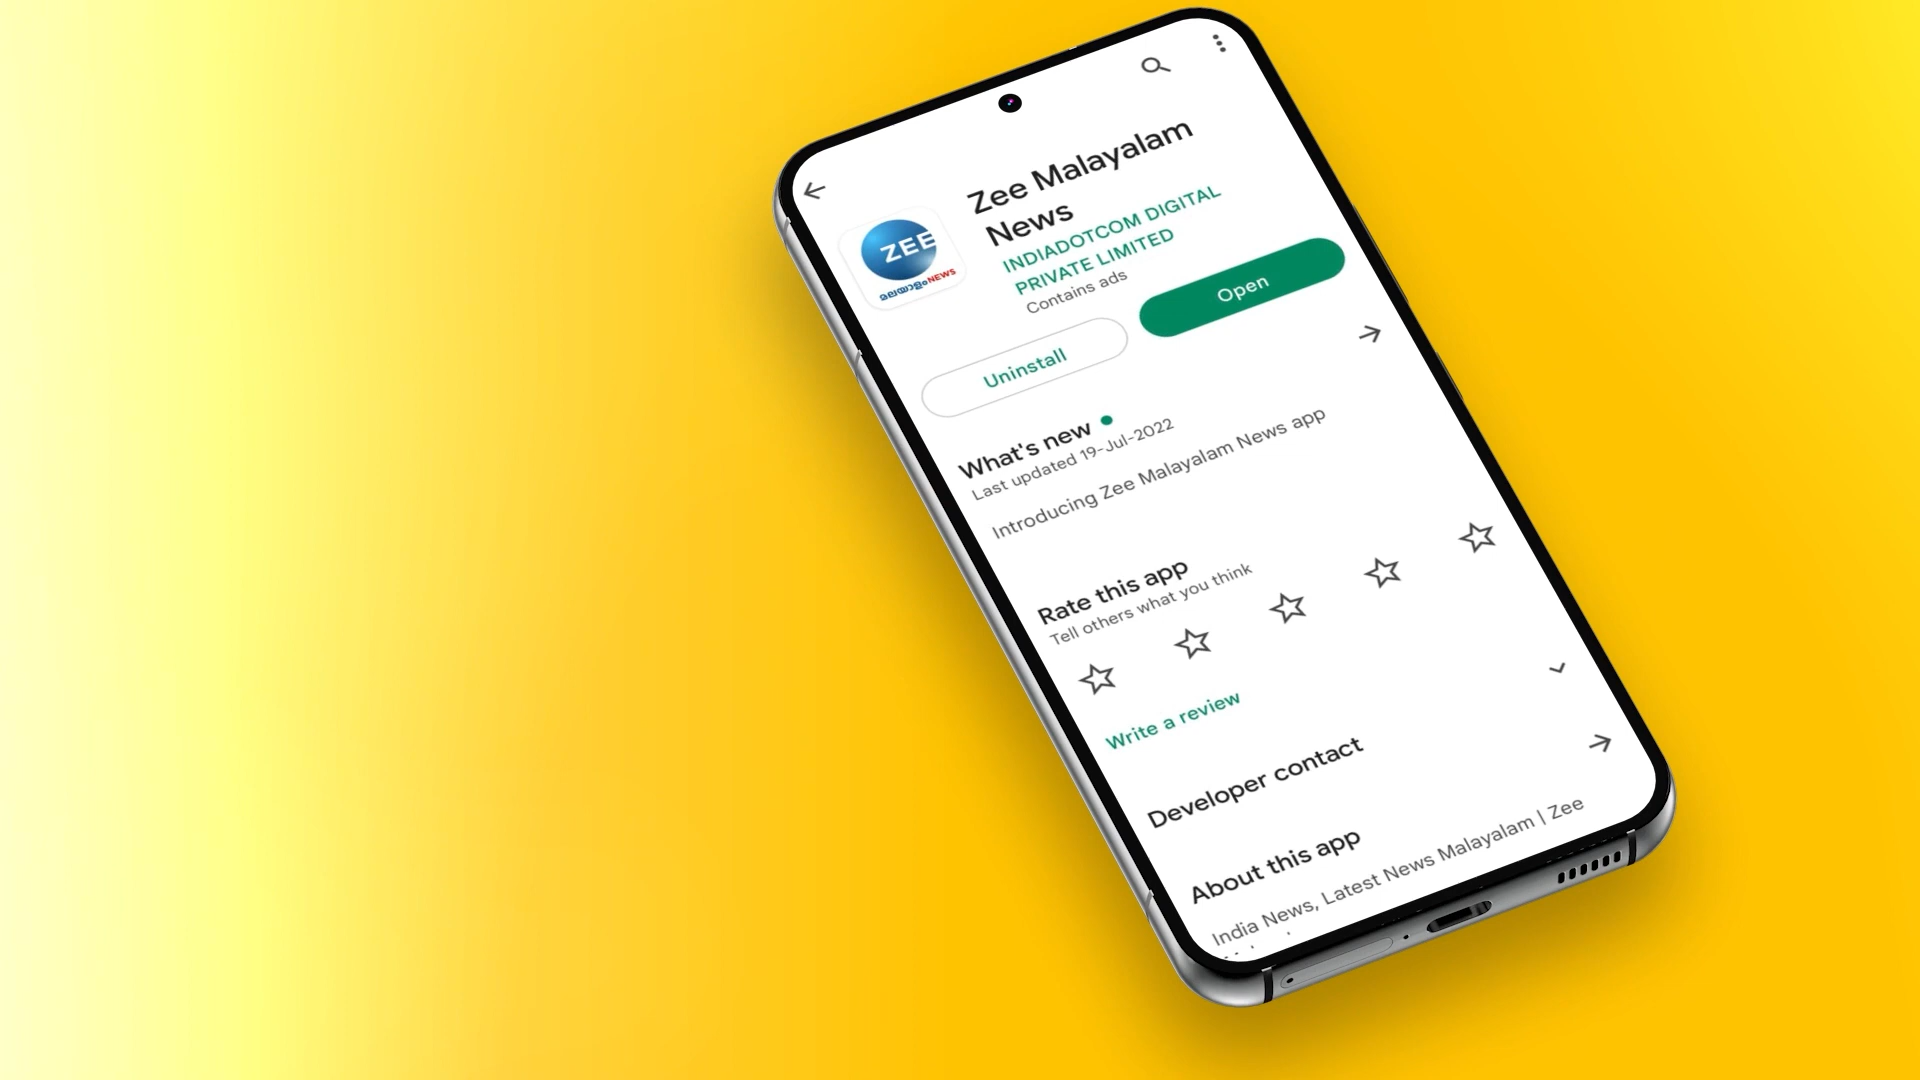 Zee Malayalam
News
INDIADOTCOM DIGITAL
PRIVATE LIMITED
Contains ads
ZEE
മലയാളംNEWS
Uninstall
Open
What's new
Last updated 19-Jul-2022
Introducing Zee Malayalam News app
Rate this app
Tell others what you think
Write a review
Developer contact
About this app
India News, Latest News Malayalam | Zee